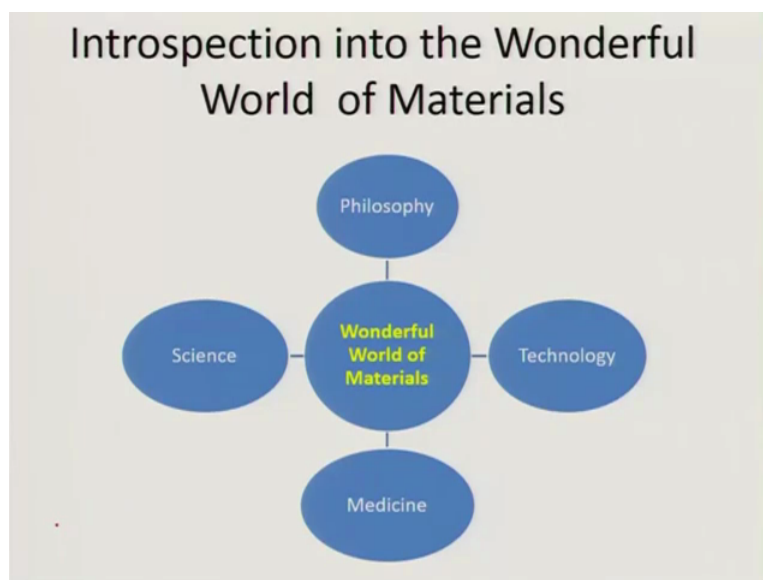 Introspection into the Wonderful
World of Materials
Philosophy
Science
Wonderful
World of
Materials
Technology
Medicine